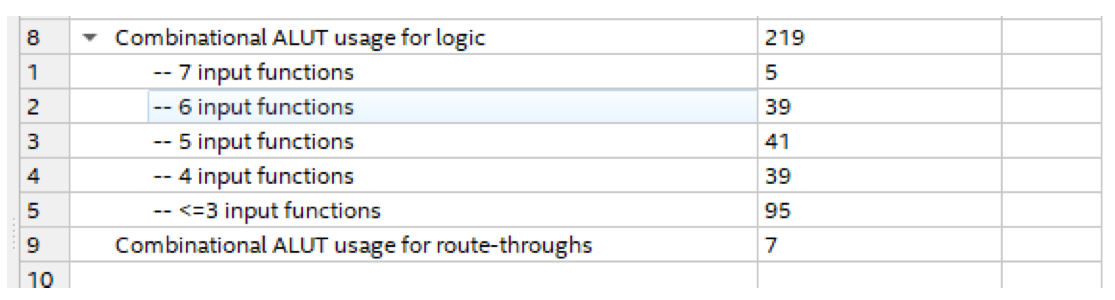 8 Combinational ALUT usage for logic 219
1 -- 7 input functions 5
2 -- 6 input functions 39
3 -- 5 input functions 41
4 -- 4 input functions 39
5 -- <=3 input functions 95
9 Combinational ALUT usage for route-throughs 7
10